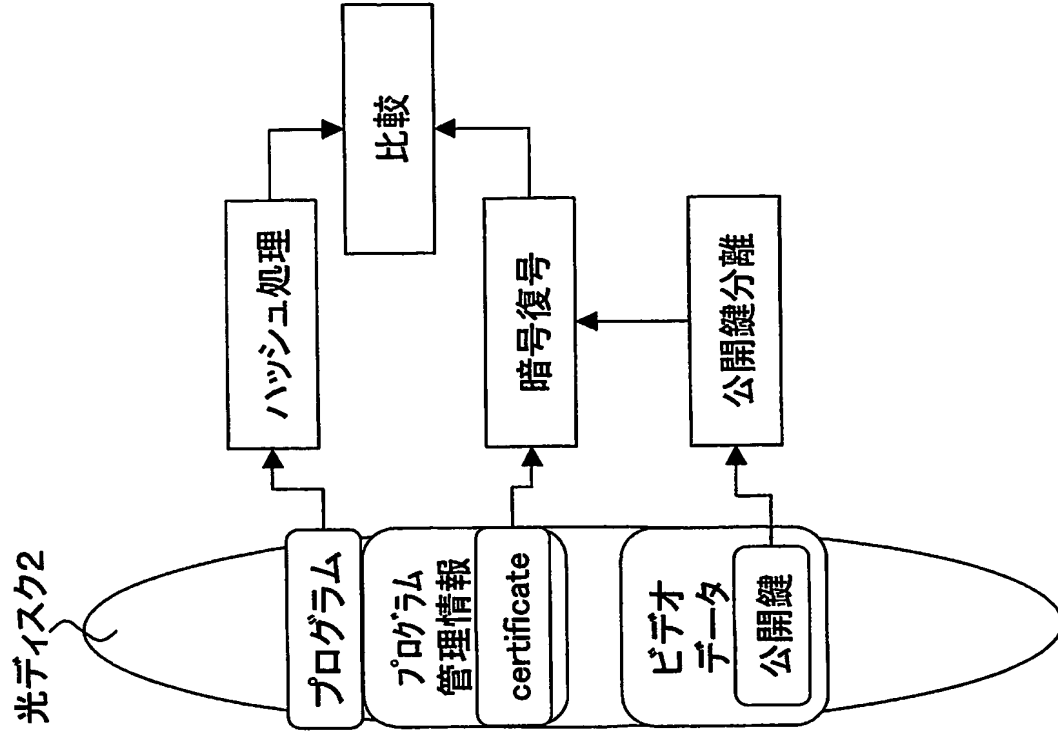 光ディスク2
プログラム
プログラム
管理情報
certificate
ビデオ
データ
公開鍵
ハッシュ処理
暗号復号
公開鍵分離
比較